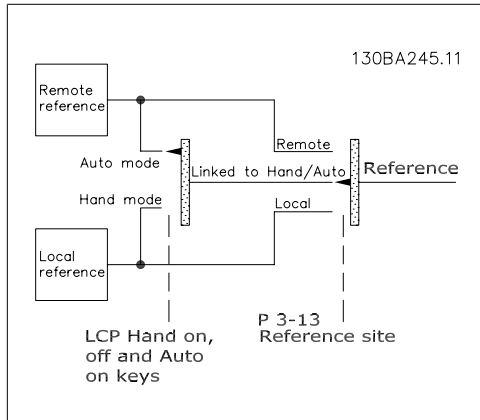 130BA245.11
Remote
reference
Remote
Auto mode
Linked to Hand/Auto
Reference
Hand mode
Local
Local
reference
LCP Hand on,
off and Auto
on keys
P 3-13
Reference site